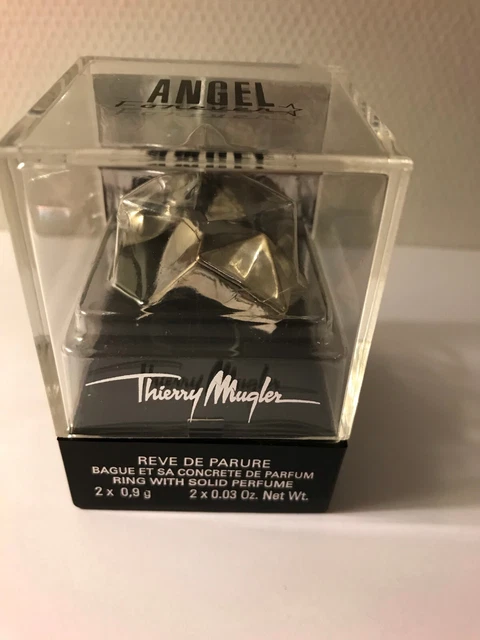 ANGEL
Forever
Thierry Mugler
REVE DE PARURE
BAGUE ET SA CONCRETE DE PARFUM
RING WITH SOLID PERFUME
2 x 0,9 g 2 x 0.03 Oz. Net Wt.